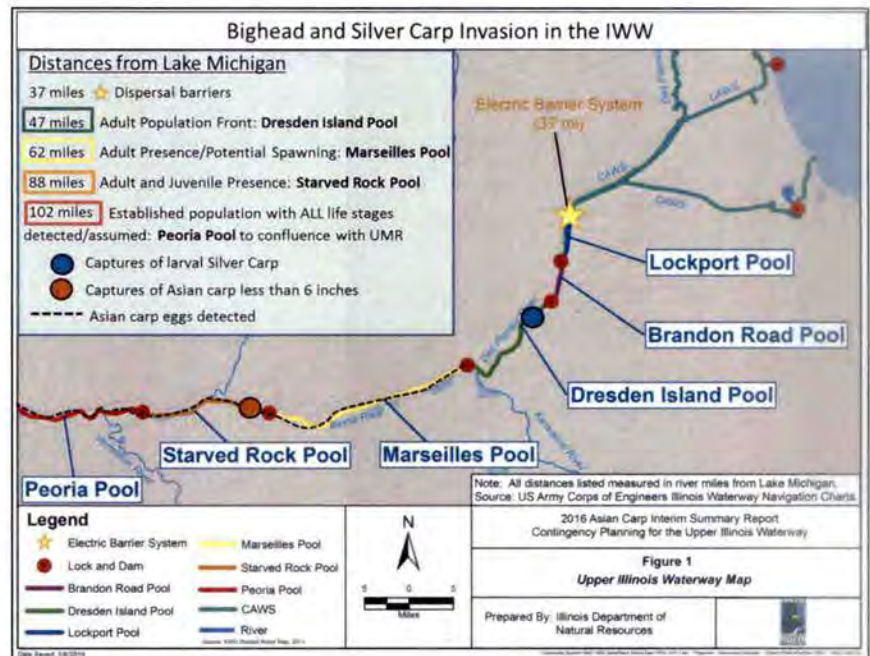 Bighead and Silver Carp Invasion in the IWW
Distances from Lake Michigan
37 miles Dispersal barriers
47 miles Adult Population Front: Dresden Island Pool
62 miles Adult Presence/Potential Spawning: Marseilles Pool
88 miles Adult and Juvenile Presence: Starved Rock Pool
102 miles Established population with ALL life stages
detected/assumed: Peoria Pool to confluence with UMR
Captures of larval Silver Carp
Captures of Asian carp less than 6 inches
Asian carp eggs detected
Electric Barrier System
(37 mi)
CAWS
CAWS
CAWS
Lockport Pool
Brandon Road Pool
Dresden Island Pool
Marseilles Pool
Starved Rock Pool
Peoria Pool
Kankakee River
Note: All distances listed measured in river miles from Lake Michigan.
Source: US Army Corps of Engineers Illinois Waterway Navigation Charts
Legend
Electric Barrier System
Lock and Dam
Brandon Road Pool
Dresden Island Pool
Lockport Pool
Marseilles Pool
Starved Rock Pool
Peoria Pool
CAWS
River
N
5 0 5
Miles
2016 Asian Carp Interim Summary Report
Contingency Planning for the Upper Illinois Waterway
Figure 1
Upper Illinois Waterway Map
Prepared By: Illinois Department of
Natural Resources